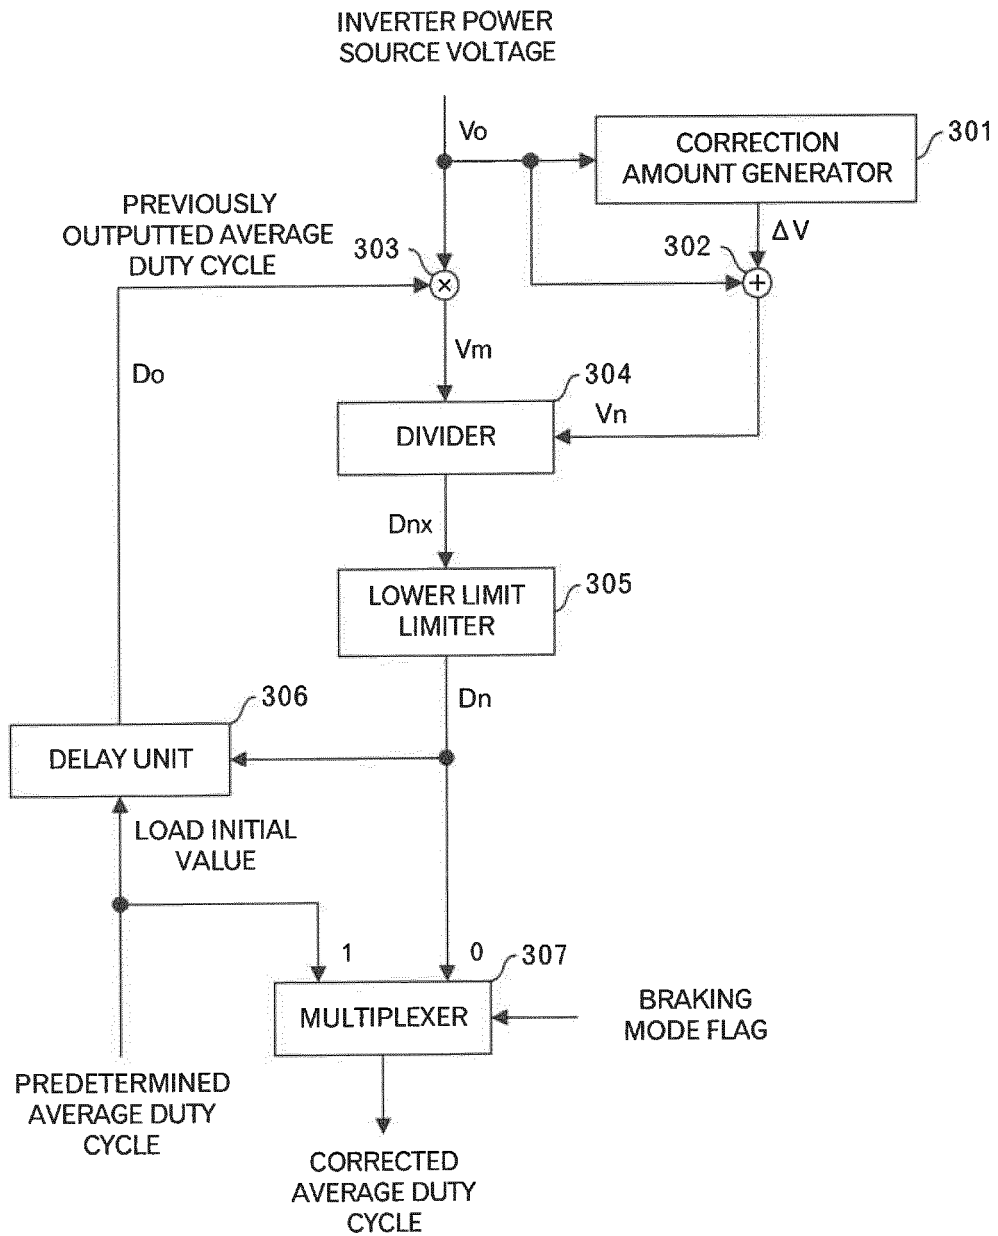 INVERTER POWER
SOURCE VOLTAGE
Vo
CORRECTION
AMOUNT GENERATOR
301
PREVIOUSLY
OUTPUTTED AVERAGE
DUTY CYCLE
303
×
302
ΔV
+
Do
Vm
304
DIVIDER
Vn
Dnx
LOWER LIMIT
LIMITER
305
Dn
306
DELAY UNIT
LOAD INITIAL
VALUE
1
0
307
MULTIPLEXER
BRAKING
MODE FLAG
PREDETERMINED
AVERAGE DUTY
CYCLE
CORRECTED
AVERAGE DUTY
CYCLE